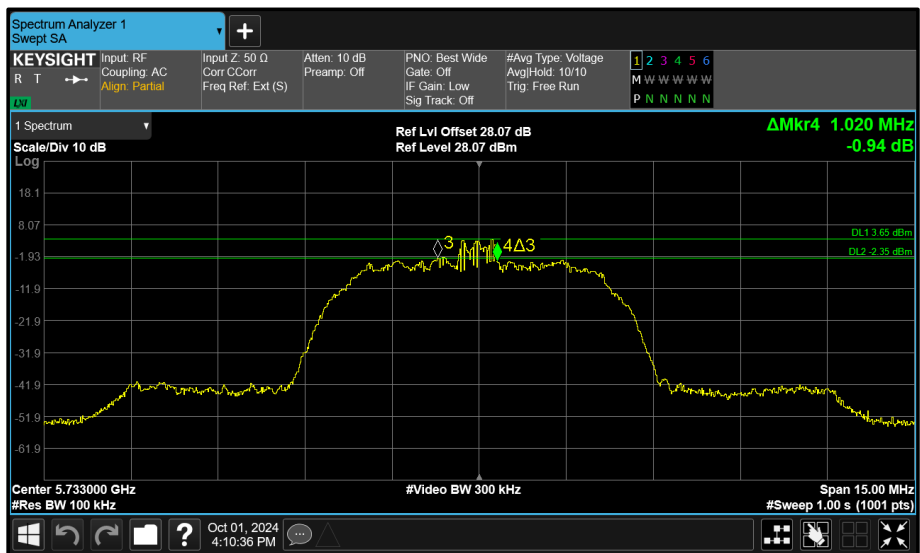 Spectrum Analyzer 1
Swept SA
+
KEYSIGHT
R T
LXI
Input: RF
Coupling: AC
Align: Partial
Input Z: 50 Ω
Corr CCorr
Freq Ref: Ext (S)
Atten: 10 dB
Preamp: Off
PNO: Best Wide
Gate: Off
IF Gain: Low
Sig Track: Off
#Avg Type: Voltage
Avg|Hold: 10/10
Trig: Free Run
1 2 3 4 5 6
M W W W W W
P N N N N N
1 Spectrum
Scale/Div 10 dB
Ref Lvl Offset 28.07 dB
Ref Level 28.07 dBm
ΔMkr4 1.020 MHz
-0.94 dB
Log
18.1
8.07
-1.93
-11.9
-21.9
-31.9
-41.9
-51.9
-61.9
3
4Δ3
DL1 3.65 dBm
DL2 -2.35 dBm
Center 5.733000 GHz
#Res BW 100 kHz
#Video BW 300 kHz
Span 15.00 MHz
#Sweep 1.00 s (1001 pts)
?
Oct 01, 2024
4:10:36 PM